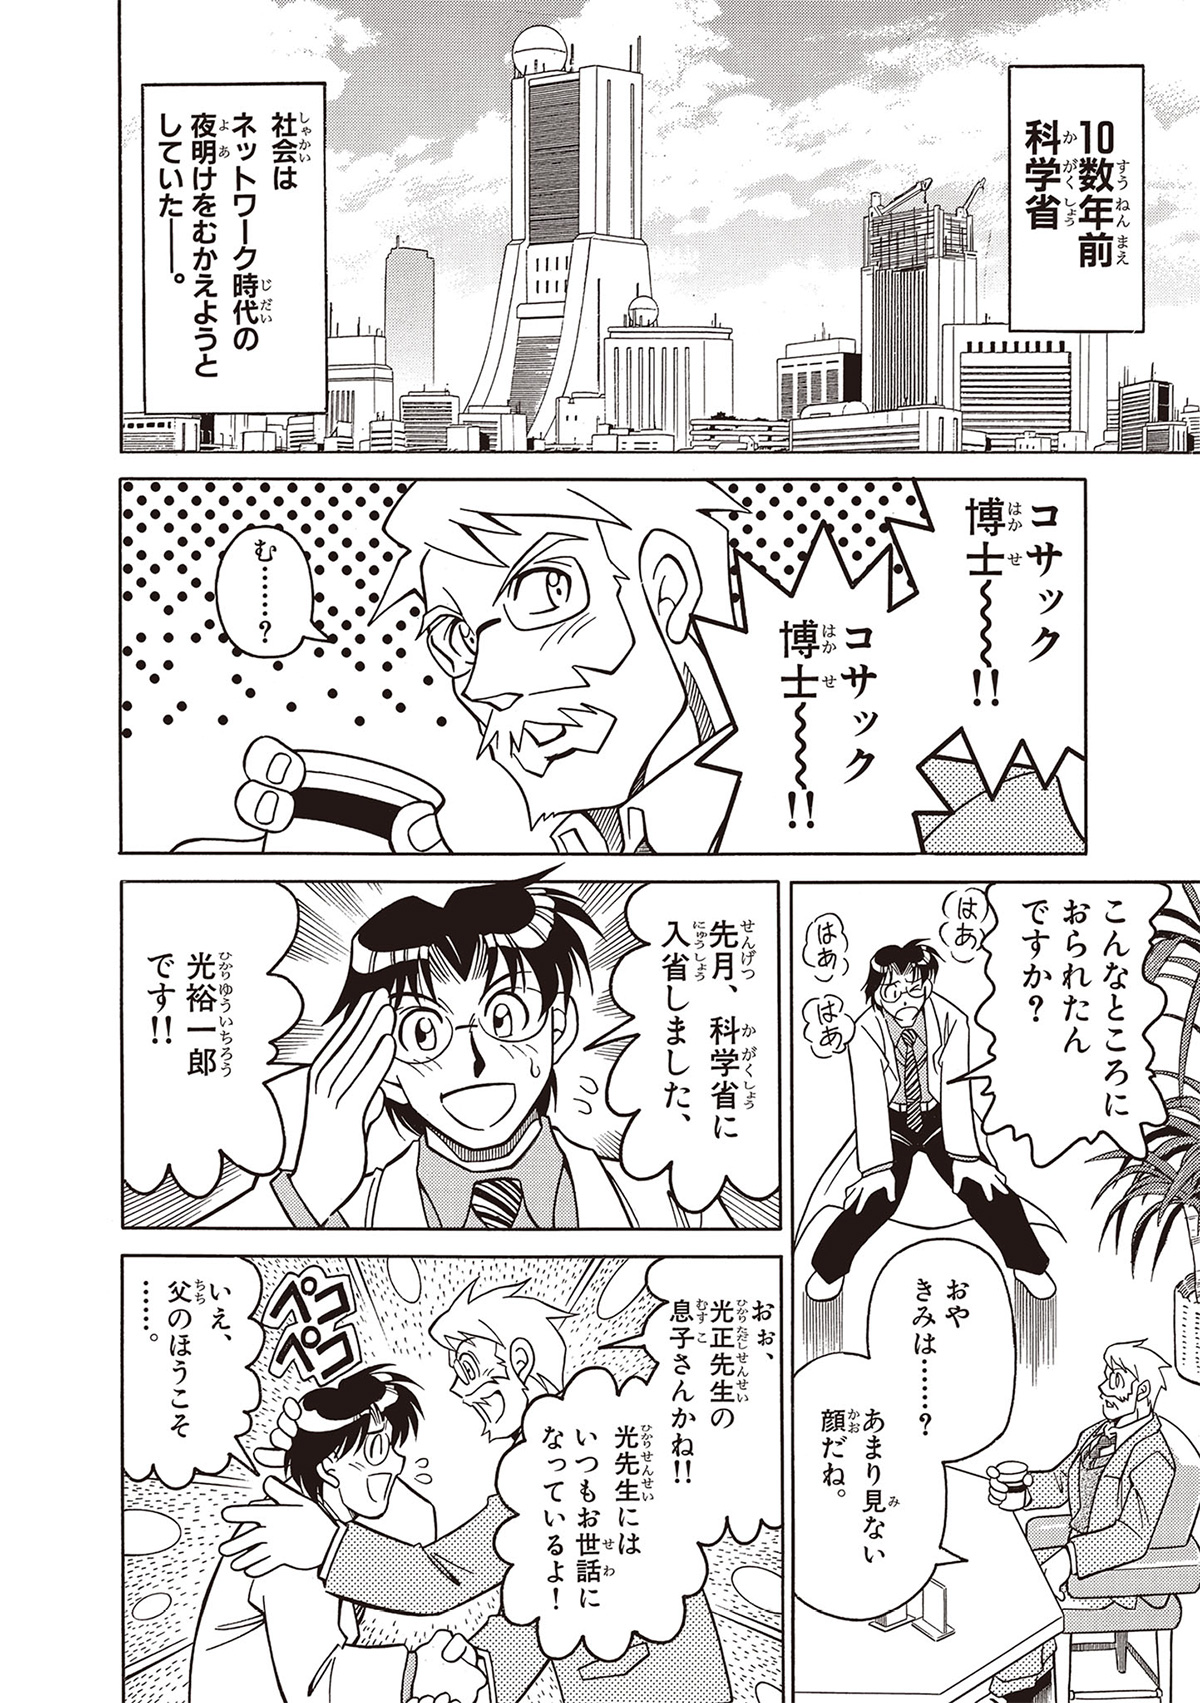 10数年前
科学省
社会は
ネットワーク時代の
夜明けをむかえようと
していた──。
コサック
博士〜〜!!
コサック
博士〜〜!!
む………?
こんなところに
おられたん
ですか?
はぁ
はぁ
はぁ
おや
きみは……?
あまり見ない
顔だね。
先月、科学省に
入省しました、
光裕一郎
です!!
おぉ、
光正先生の
息子さんかね!!
光先生には
いつもお世話に
なっているよ!
ペコ
ペコ
いえ、
父のほうこそ
……。